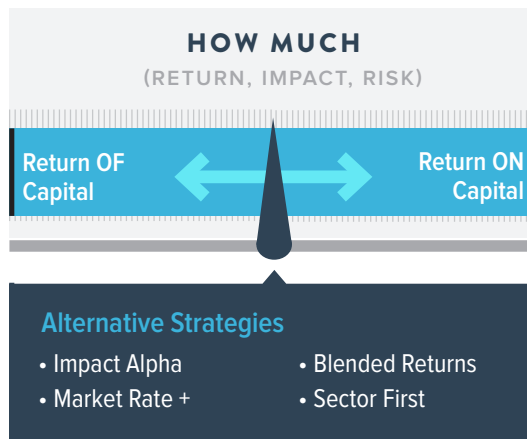 HOW MUCH
(RETURN, IMPACT, RISK)
Return OF
Capital
Return ON
Capital
Alternative Strategies
• Impact Alpha
• Market Rate +
• Blended Returns
• Sector First